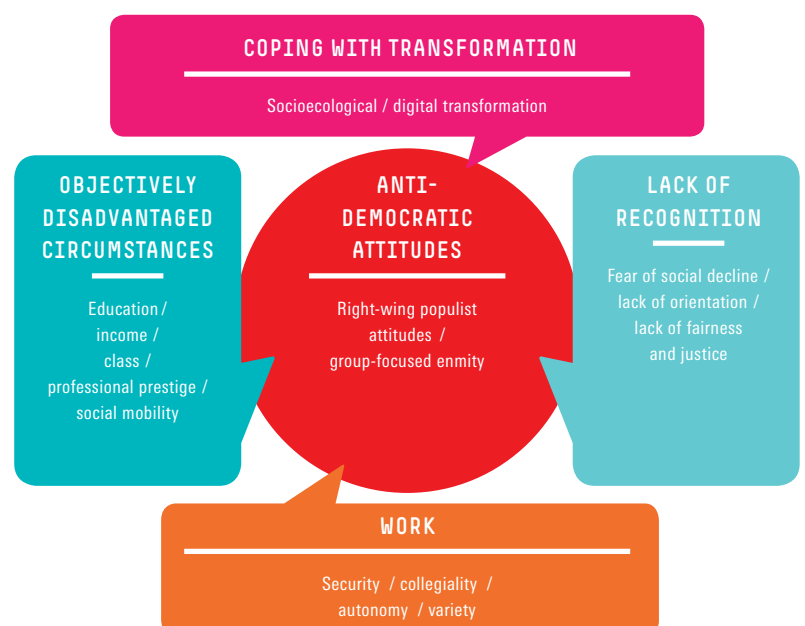 COPING WITH TRANSFORMATION
Socioecological / digital transformation
OBJECTIVELY
DISADVANTAGED
CIRCUMSTANCES
Education /
income /
class /
professional prestige /
social mobility
ANTI-
DEMOCRATIC
ATTITUDES
Right-wing populist
attitudes /
group-focused enmity
LACK OF
RECOGNITION
Fear of social decline /
lack of orientation /
lack of fairness
and justice
WORK
Security / collegiality /
autonomy / variety